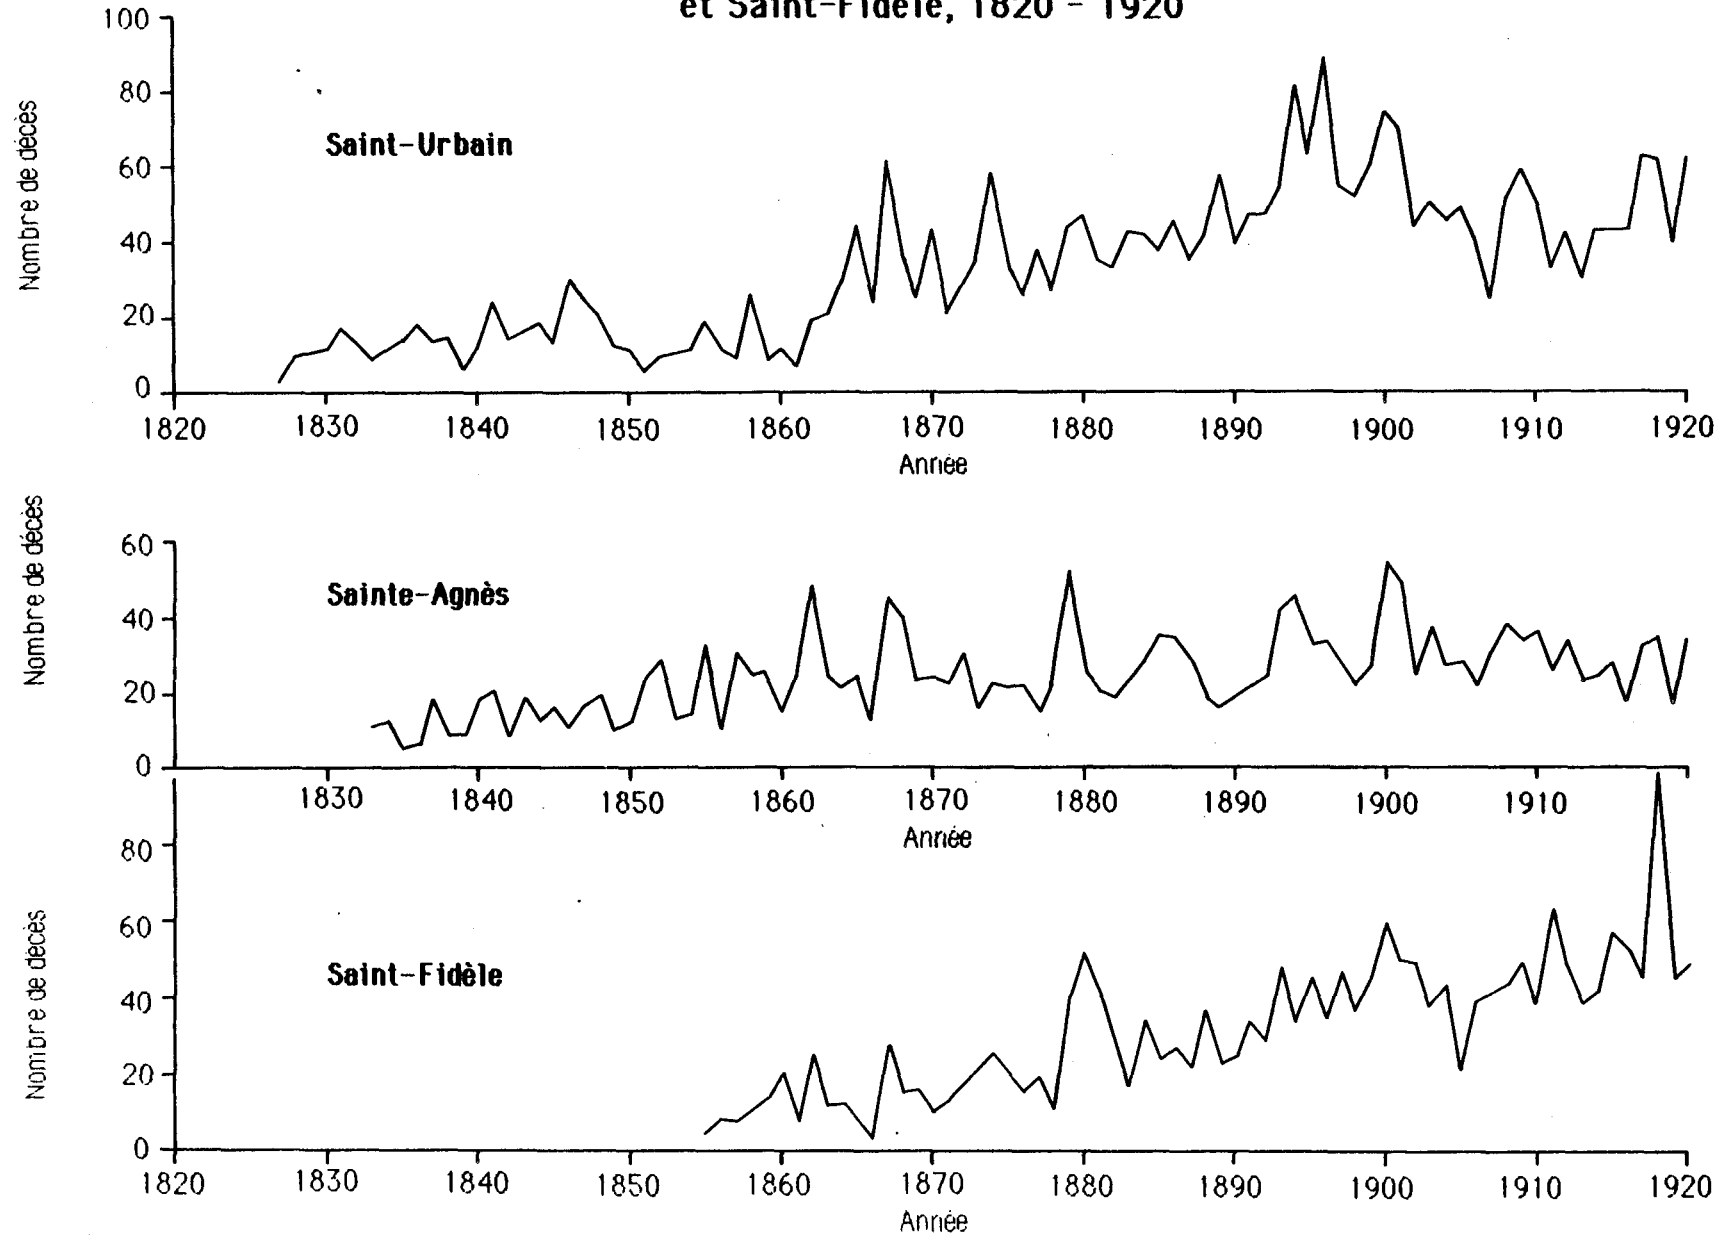 et Saint-Fidèle, 1820 - 1920
100
80
60
40
20
0
Nombre de décès
Saint-Urbain
1820 1830 1840 1850 1860 1870 1880 1890 1900 1910 1920
Année
60
40
20
0
Nombre de décès
Sainte-Agnès
1830 1840 1850 1860 1870 1880 1890 1900 1910
Année
80
60
40
20
0
Nombre de décès
Saint-Fidèle
1820 1830 1840 1850 1860 1870 1880 1890 1900 1910 1920
Année